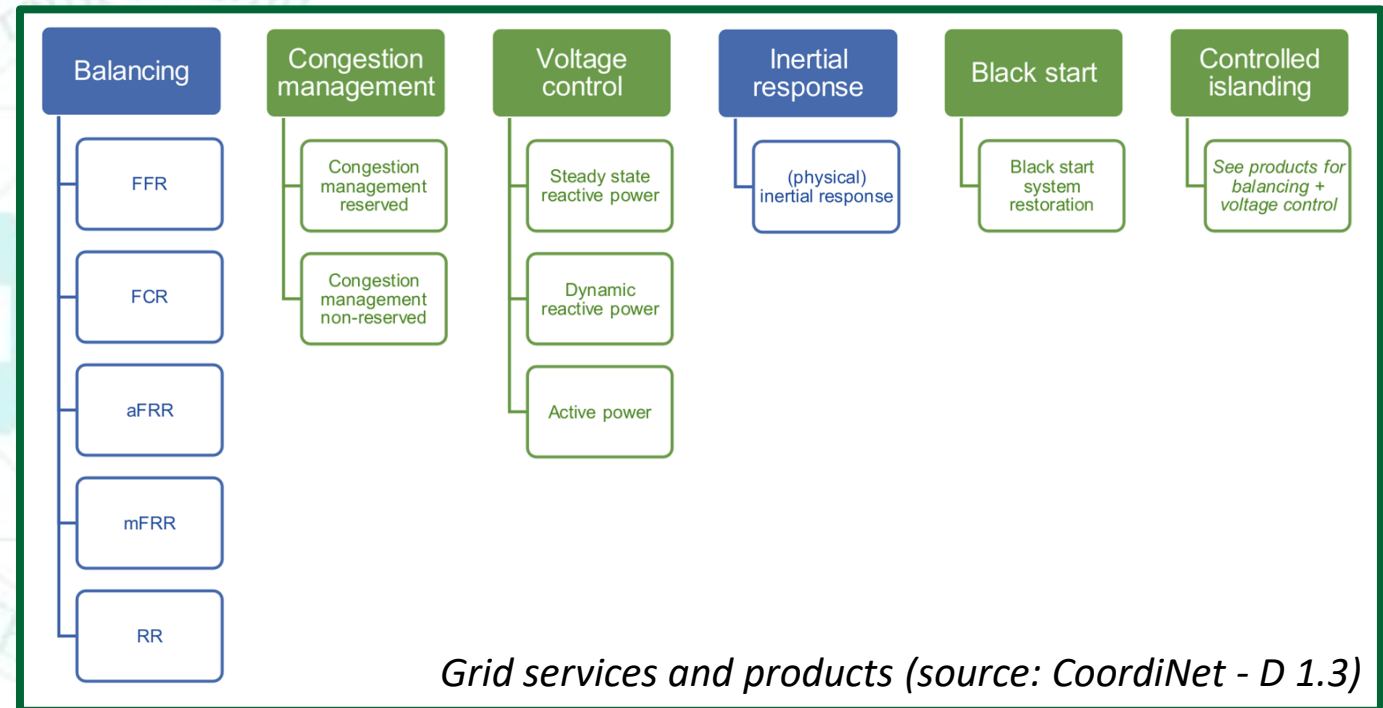 Balancing
FFR
FCR
aFRR
mFRR
RR
Congestion
management
Congestion
management
reserved
Congestion
management
non-reserved
Voltage
control
Steady state
reactive power
Dynamic
reactive power
Active power
Inertial
response
(physical)
inertial response
Black start
Black start
system
restoration
Controlled
islanding
See products for
balancing +
voltage control
Grid services and products (source: CoordiNet - D 1.3)